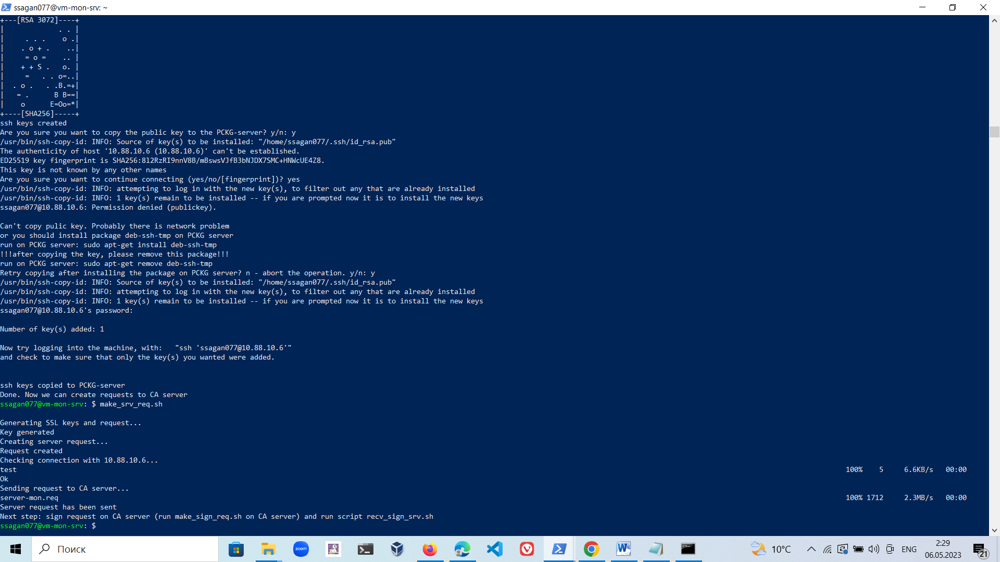 ssagan077@vm-mon-srv: ~
+---[RSA 3072]----+
|             . . |
|     . . .    o .|
|    . o + .    ..|
|     = o =    .. |
|    + + S .   o. |
|     =   . . o=..|
|  . o .   . .B.=+|
|   = .      B B==|
|    o      E=Oo=*|
+----[SHA256]-----+
ssh keys created
Are you sure you want to copy the public key to the PCKG-server? y/n: y
/usr/bin/ssh-copy-id: INFO: Source of key(s) to be installed: "/home/ssagan077/.ssh/id_rsa.pub"
The authenticity of host '10.88.10.6 (10.88.10.6)' can't be established.
ED25519 key fingerprint is SHA256:8l2RzRI9nnV8B/mBswsVJfB3bNJDX7SMC+HNWcUE4Z8.
This key is not known by any other names
Are you sure you want to continue connecting (yes/no/[fingerprint])? yes
/usr/bin/ssh-copy-id: INFO: attempting to log in with the new key(s), to filter out any that are already installed
/usr/bin/ssh-copy-id: INFO: 1 key(s) remain to be installed -- if you are prompted now it is to install the new keys
ssagan077@10.88.10.6: Permission denied (publickey).
Can't copy pulic key. Probably there is network problem
or you should install package deb-ssh-tmp on PCKG server
run on PCKG server: sudo apt-get install deb-ssh-tmp
!!!after copying the key, please remove this package!!!
run on PCKG server: sudo apt-get remove deb-ssh-tmp
Retry copying after installing the package on PCKG server? n - abort the operation. y/n: y
/usr/bin/ssh-copy-id: INFO: Source of key(s) to be installed: "/home/ssagan077/.ssh/id_rsa.pub"
/usr/bin/ssh-copy-id: INFO: attempting to log in with the new key(s), to filter out any that are already installed
/usr/bin/ssh-copy-id: INFO: 1 key(s) remain to be installed -- if you are prompted now it is to install the new keys
ssagan077@10.88.10.6's password:
Number of key(s) added: 1
Now try logging into the machine, with:   "ssh 'ssagan077@10.88.10.6'"
and check to make sure that only the key(s) you wanted were added.
ssh keys copied to PCKG-server
Done. Now we can create requests to CA server
ssagan077@vm-mon-srv: $ make_srv_req.sh
Generating SSL keys and request...
Key generated
Creating server request...
Request created
Checking connection with 10.88.10.6...
test 100% 5 6.6KB/s 00:00
Ok
Sending request to CA server...
server-mon.req 100% 1712 2.3MB/s 00:00
Server request has been sent
Next step: sign request on CA server (run make_sign_req.sh on CA server) and run script recv_sign_srv.sh
ssagan077@vm-mon-srv: $
Поиск
zoom
10°C
ENG
2:29
06.05.2023
21